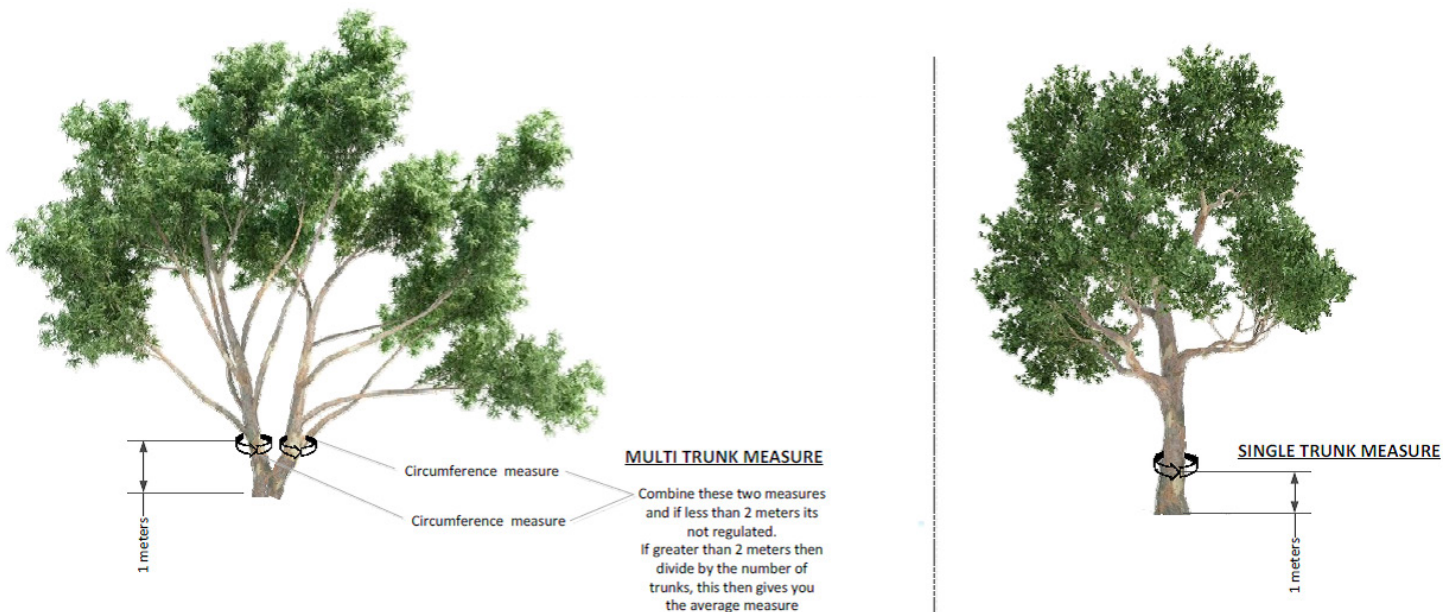 1 meters
Circumference measure
Circumference measure
MULTI TRUNK MEASURE
Combine these two measures
and if less than 2 meters its
not regulated.
If greater than 2 meters then
divide by the number of
trunks, this then gives you
the average measure
SINGLE TRUNK MEASURE
1 meters